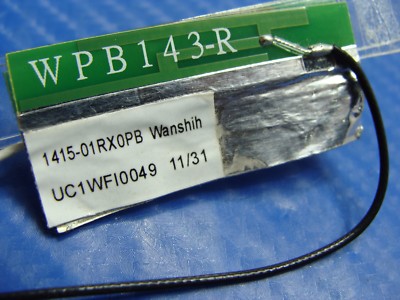 WPB143-R
1415-01RX0PB Wanshih
UC1WFI0049 11/31